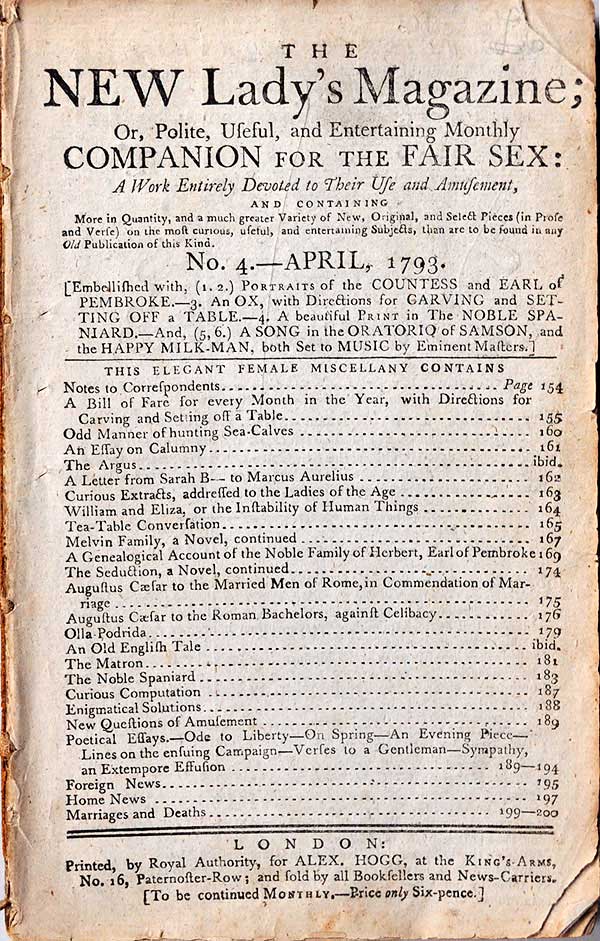 THE
NEW Lady's Magazine;
Or, Polite, Uſeful, and Entertaining Monthly
COMPANION FOR THE FAIR SEX:
A Work Entirely Devoted to Their Uſe and Amuſement,
AND CONTAINING
More in Quantity, and a much greater Variety of New, Original, and Select Pieces (in Proſe
and Verſe) on the moſt curious, uſeful, and entertaining Subjects, than are to be found in any
Old Publication of this Kind.
No. 4.—APRIL, 1793.
[Embelliſhed with, (1. 2.) PORTRAITS of the COUNTESS and EARL of
PEMBROKE.—3. An OX, with Directions for GARVING and SET-
TING OFF a TABLE.—4. A beautiful PRINT in The NOBLE SPA-
NIARD.—And, (5, 6.) A SONG in the ORATORIO of SAMSON, and
the HAPPY MILK-MAN, both Set to MUSIC by Eminent Maſters.]
THIS ELEGANT FEMALE MISCELLANY CONTAINS
Notes to Correſpondents Page 154
A Bill of Fare for every Month in the Year, with Directions for
Carving and Setting off a Table 155
Odd Manner of hunting Sea-Calves 160
An Eſſay on Calumny 161
The Argus ibid.
A Letter from Sarah B— to Marcus Aurelius 162
Curious Extracts, addreſſed to the Ladies of the Age 163
William and Eliza, or the Inſtability of Human Things 164
Tea-Table Converſation 165
Melvin Family, a Novel, continued 167
A Genealogical Account of the Noble Family of Herbert, Earl of Pembroke 169
The Seduction, a Novel, continued 174
Auguſtus Cæſar to the Married Men of Rome, in Commendation of Mar-
riage 175
Auguſtus Cæſar to the Roman Bachelors, againſt Celibacy 176
Olla Podrida 179
An Old Engliſh Tale ibid.
The Matron 181
The Noble Spaniard 183
Curious Computation 187
Enigmatical Solutions 188
New Queſtions of Amuſement 189
Poetical Eſſays.—Ode to Liberty—On Spring—An Evening Piece—
Lines on the enſuing Campaign—Verſes to a Gentleman—Sympathy,
an Extempore Effuſion 189—194
Foreign News 195
Home News 197
Marriages and Deaths 199—200
LONDON:
Printed, by Royal Authority, for ALEX. HOGG, at the KING'S-ARMS,
No. 16, Paternoſter-Row; and ſold by all Bookſellers and News-Carriers.
[To be continued MONTHLY.—Price only Six-pence.]